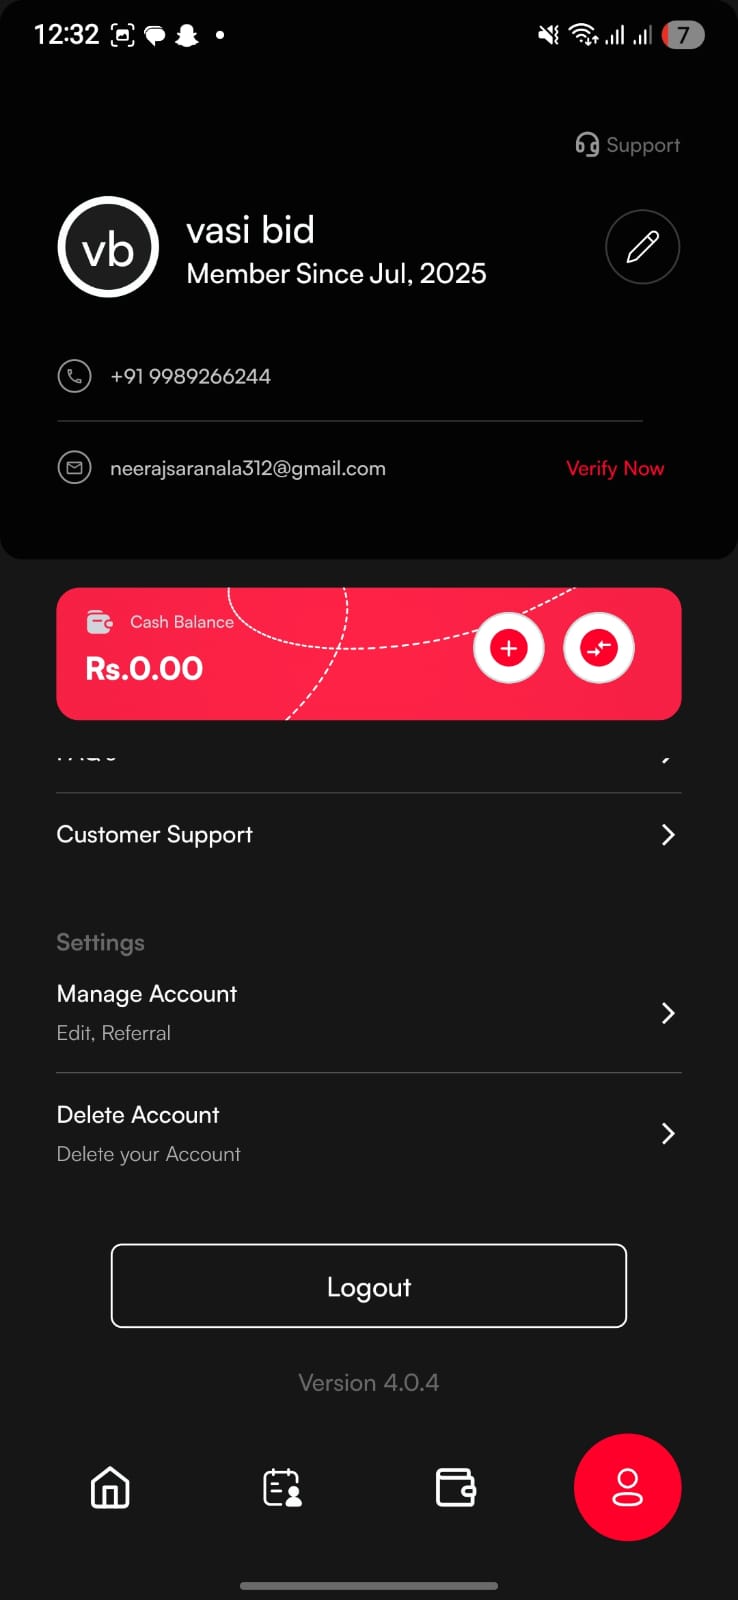 12:32
7
Support
vb
vasi bid
Member Since Jul, 2025
+91 9989266244
neerajsaranala312@gmail.com
Verify Now
Cash Balance
Rs.0.00
Customer Support
Settings
Manage Account
Edit, Referral
Delete Account
Delete your Account
Logout
Version 4.0.4